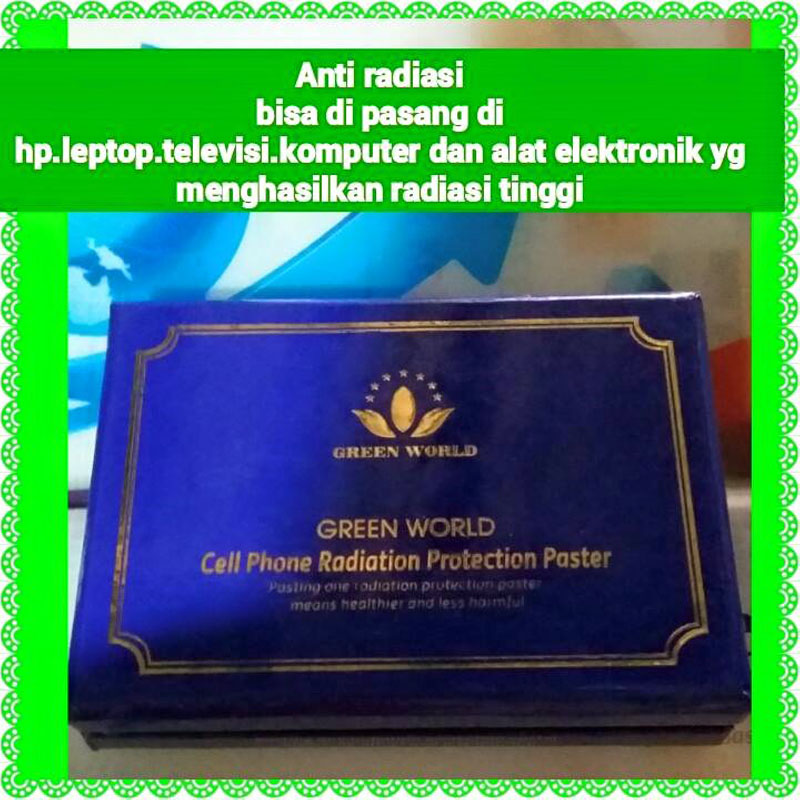 Anti radiasi
bisa di pasang di
hp.leptop.televisi.komputer dan alat elektronik yg
menghasilkan radiasi tinggi
GREEN WORLD
GREEN WORLD
Cell Phone Radiation Protection Paster
Pasting one radiation protection paster
means healthier and less harmful